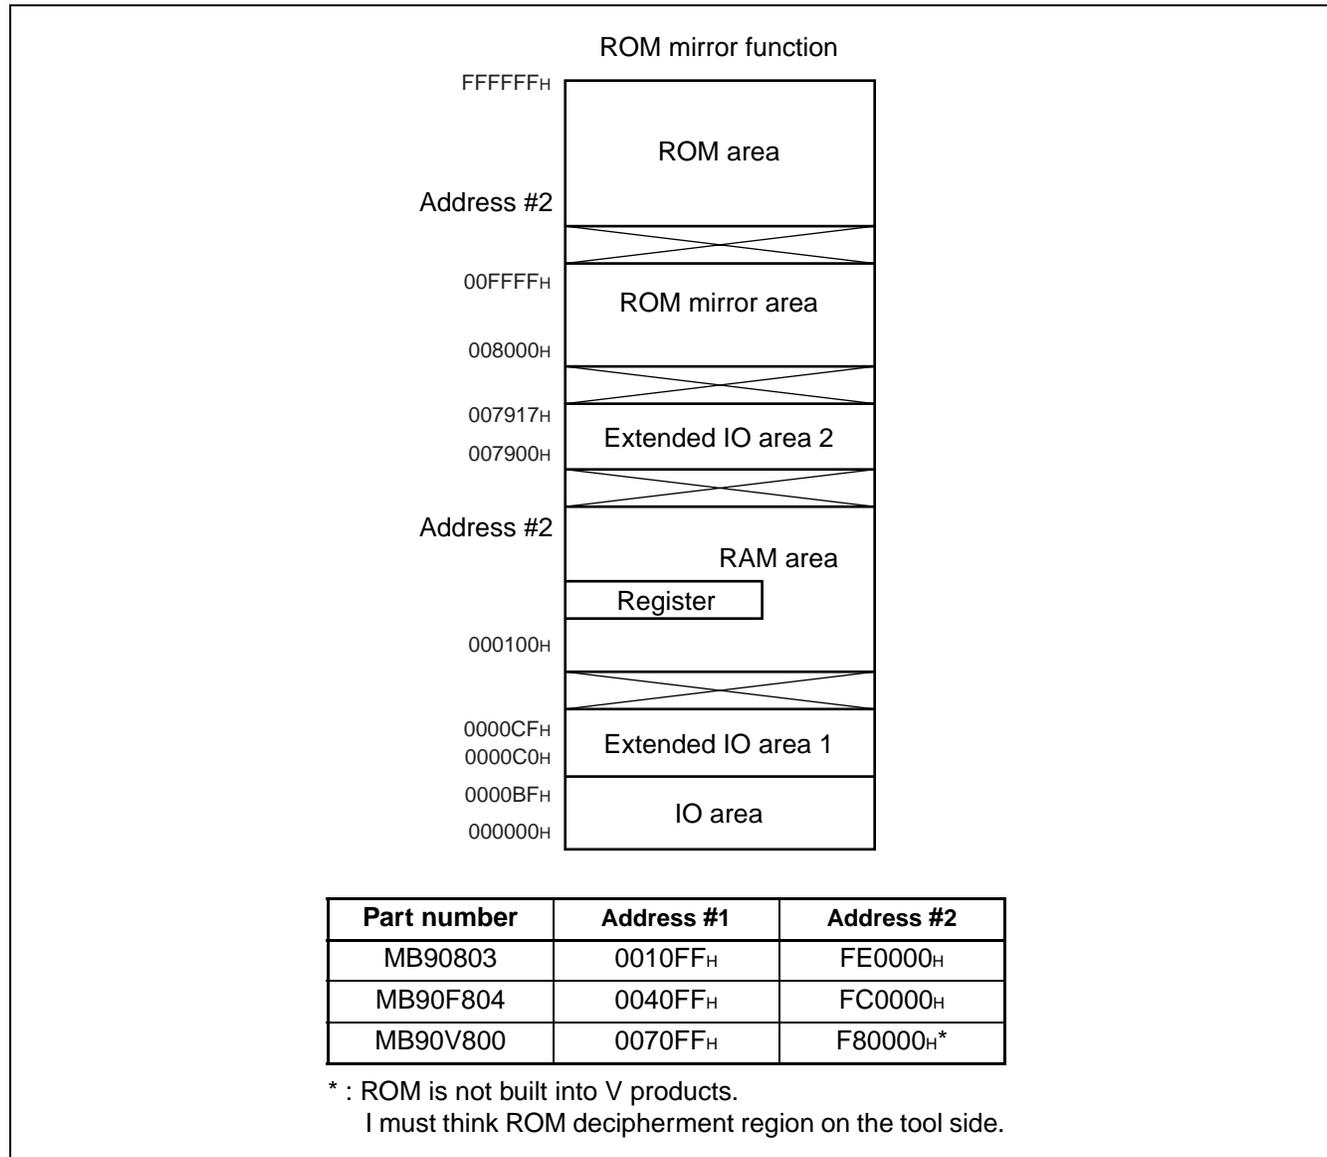 ROM mirror function
FFFFFFH
ROM area
Address #2
00FFFFH
ROM mirror area
008000H
007917H
Extended IO area 2
007900H
Address #2
RAM area
Register
000100H
0000CFH
Extended IO area 1
0000C0H
0000BFH
IO area
000000H
Part number Address #1 Address #2
MB90803 0010FFH FE0000H
MB90F804 0040FFH FC0000H
MB90V800 0070FFH F80000H*
* : ROM is not built into V products.
I must think ROM decipherment region on the tool side.